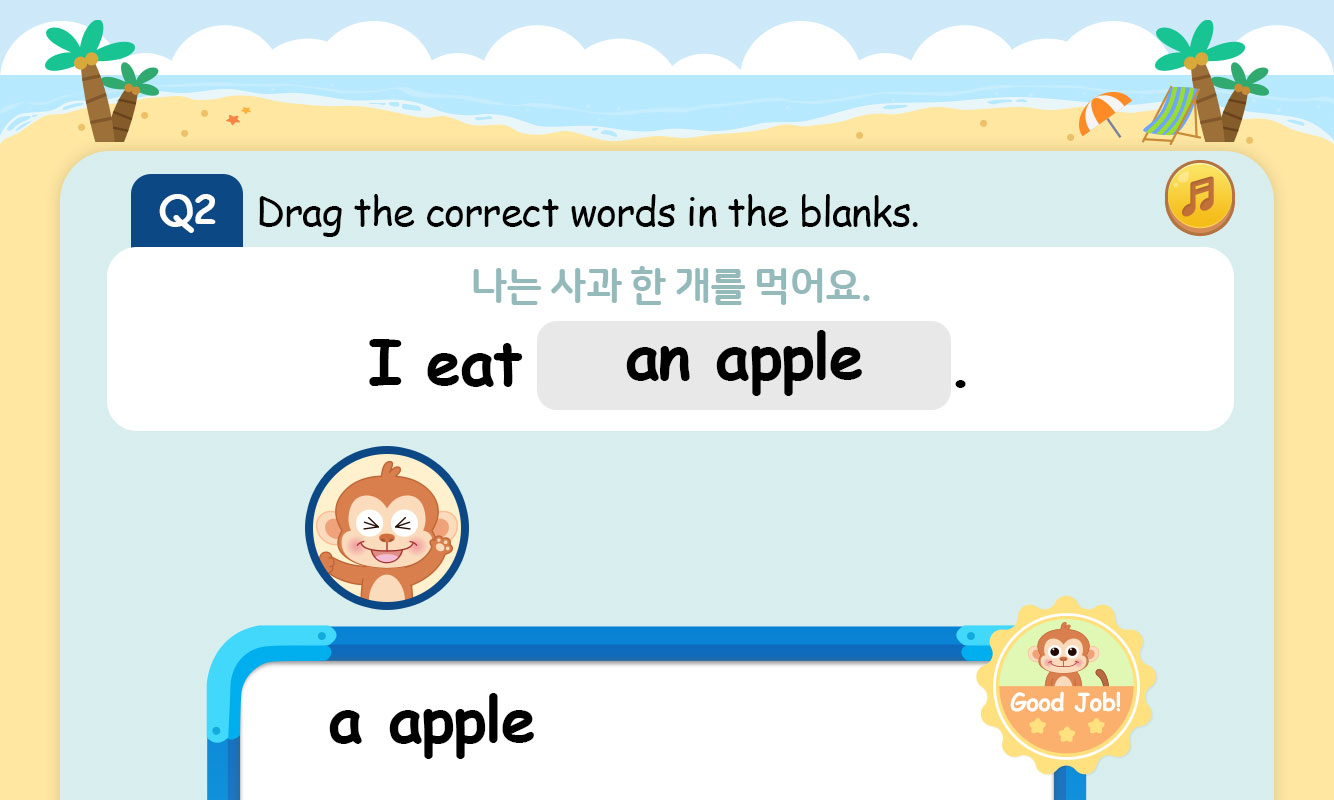 Q2 Drag the correct words in the blanks.
나는 사과 한 개를 먹어요.
I eat an apple.
a apple
Good Job!